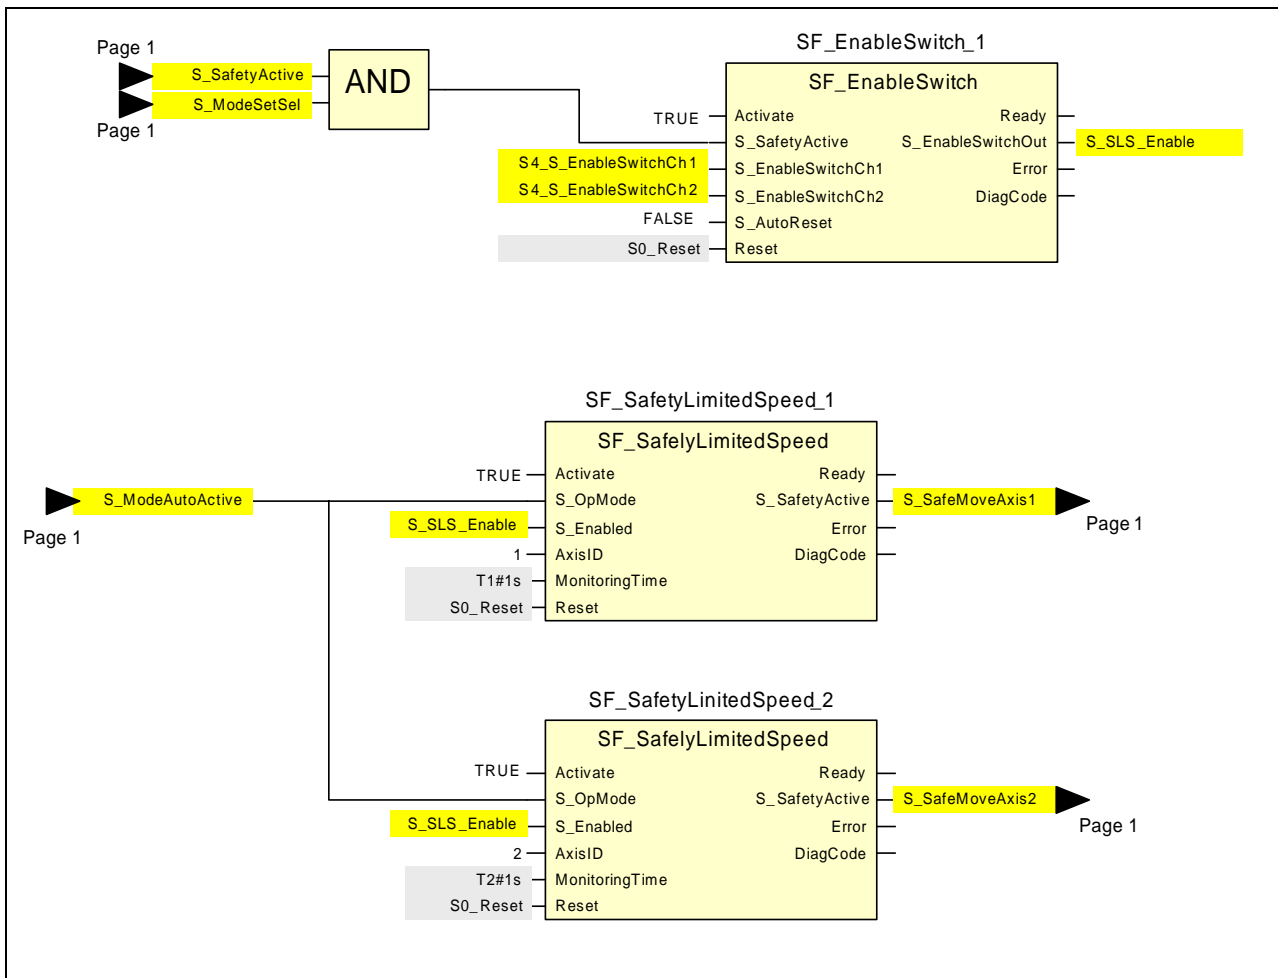 Page 1
S_SafetyActive
S_ModeSetSel
Page 1
AND
SF_EnableSwitch_1
SF_EnableSwitch
TRUE Activate Ready
S_SafetyActive S_EnableSwitchOut S_SLS_Enable
S4_S_EnableSwitchCh1 S_EnableSwitchCh1 Error
S4_S_EnableSwitchCh2 S_EnableSwitchCh2 DiagCode
FALSE S_AutoReset
S0_Reset Reset
SF_SafetyLimitedSpeed_1
SF_SafelyLimitedSpeed
TRUE Activate Ready
S_ModeAutoActive S_OpMode S_SafetyActive S_SafeMoveAxis1
Page 1 S_SLS_Enable S_Enabled Error Page 1
1 AxisID DiagCode
T1#1s MonitoringTime
S0_Reset Reset
SF_SafetyLinitedSpeed_2
SF_SafelyLimitedSpeed
TRUE Activate Ready
S_OpMode S_SafetyActive S_SafeMoveAxis2
S_SLS_Enable S_Enabled Error Page 1
2 AxisID DiagCode
T2#1s MonitoringTime
S0_Reset Reset